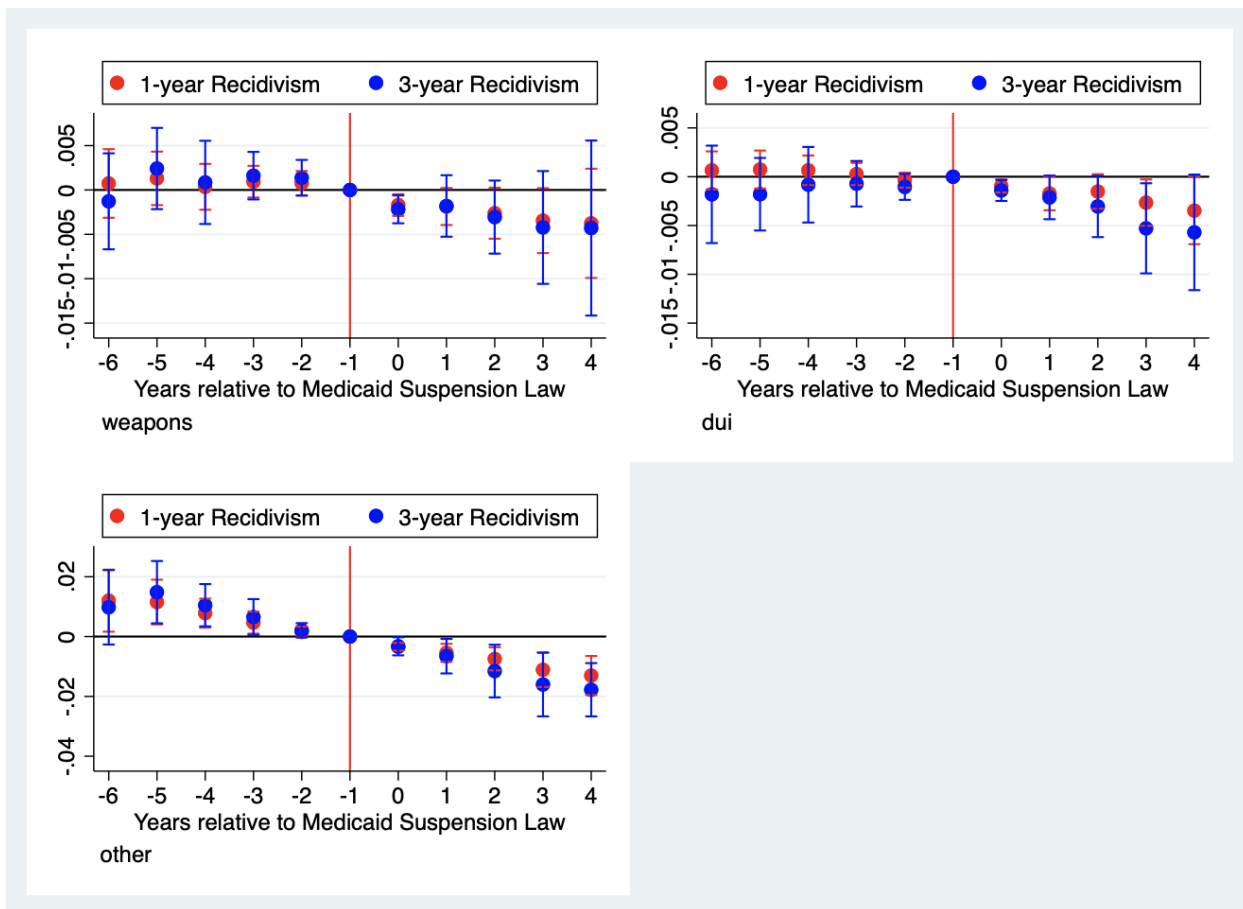 1-year Recidivism 3-year Recidivism
.005
0
-.005
-.01
-.015
-6 -5 -4 -3 -2 -1 0 1 2 3 4
Years relative to Medicaid Suspension Law
weapons
1-year Recidivism 3-year Recidivism
.005
0
-.005
-.01
-.015
-6 -5 -4 -3 -2 -1 0 1 2 3 4
Years relative to Medicaid Suspension Law
dui
1-year Recidivism 3-year Recidivism
.02
0
-.02
-.04
-6 -5 -4 -3 -2 -1 0 1 2 3 4
Years relative to Medicaid Suspension Law
other